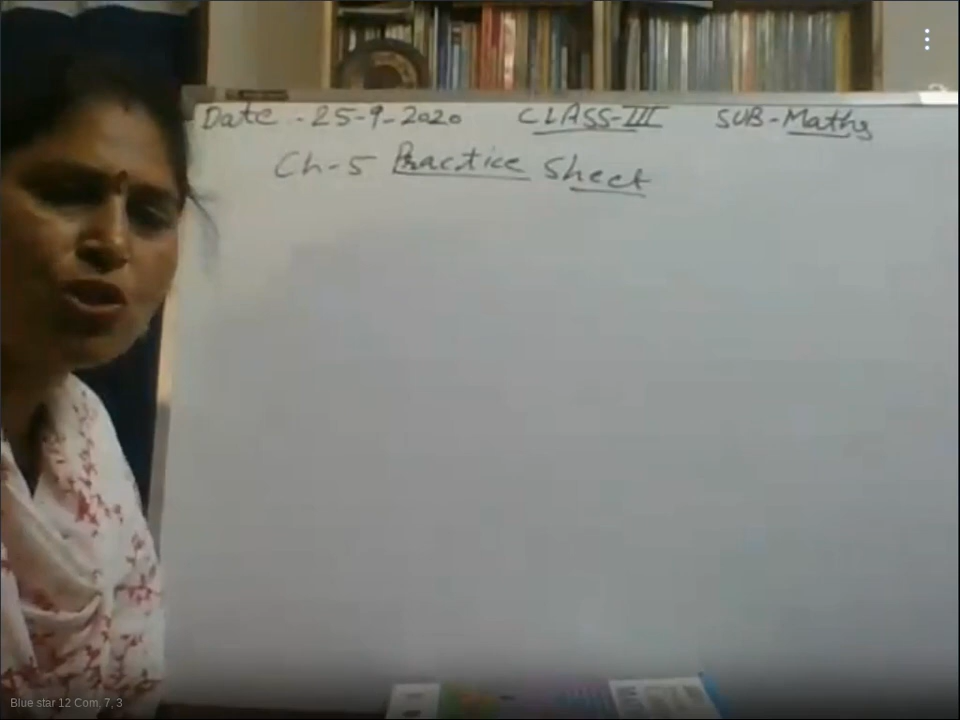 Date - 25-9-2020 CLASS-III SUB-Maths
Ch-5 Practice Sheet
Blue star 12 Com, 7, 3